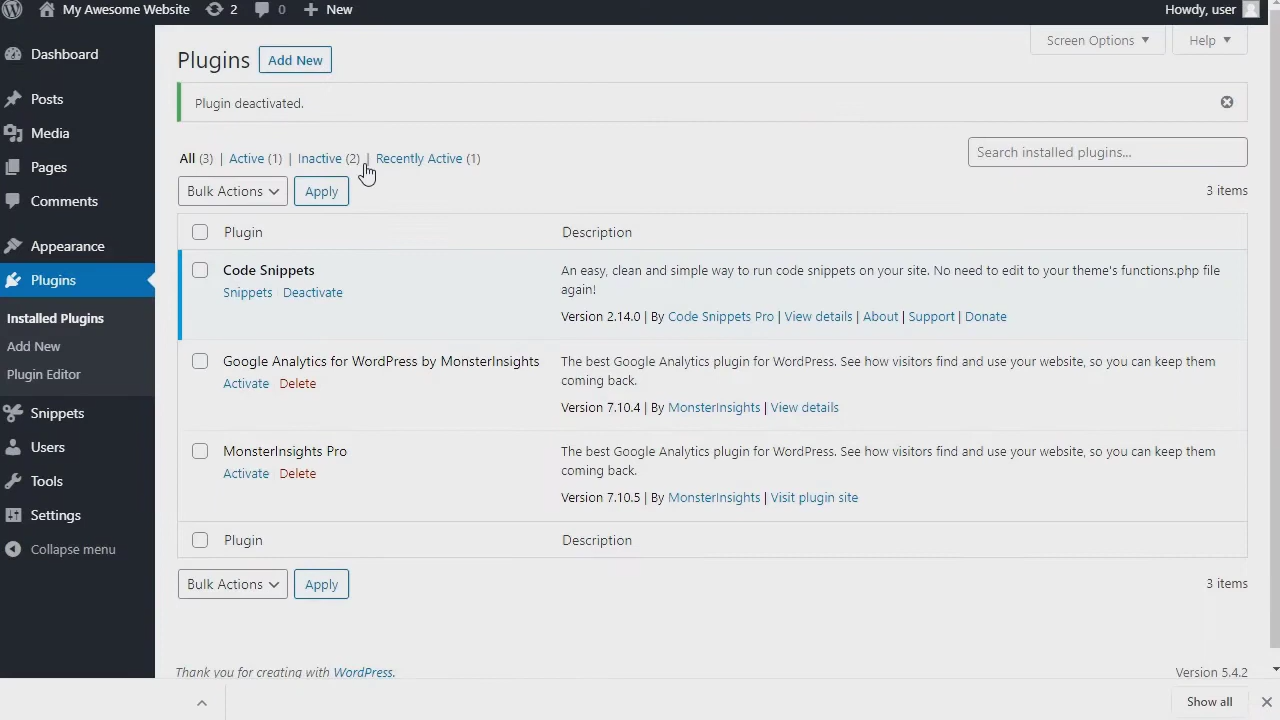 My Awesome Website 2 0 New Howdy, user
Screen Options Help
Dashboard
Posts
Media
Pages
Comments
Appearance
Plugins
Installed Plugins
Add New
Plugin Editor
Snippets
Users
Tools
Settings
Collapse menu
Plugins Add New
Plugin deactivated.
All (3) | Active (1) | Inactive (2) | Recently Active (1)
Search installed plugins...
Bulk Actions Apply
3 items
Plugin Description
Code Snippets
Snippets Deactivate
An easy, clean and simple way to run code snippets on your site. No need to edit to your theme's functions.php file
again!
Version 2.14.0 | By Code Snippets Pro | View details | About | Support | Donate
Google Analytics for WordPress by MonsterInsights
Activate Delete
The best Google Analytics plugin for WordPress. See how visitors find and use your website, so you can keep them
coming back.
Version 7.10.4 | By MonsterInsights | View details
MonsterInsights Pro
Activate Delete
The best Google Analytics plugin for WordPress. See how visitors find and use your website, so you can keep them
coming back.
Version 7.10.5 | By MonsterInsights | Visit plugin site
Plugin Description
Bulk Actions Apply
3 items
Thank you for creating with WordPress.
Version 5.4.2
Show all